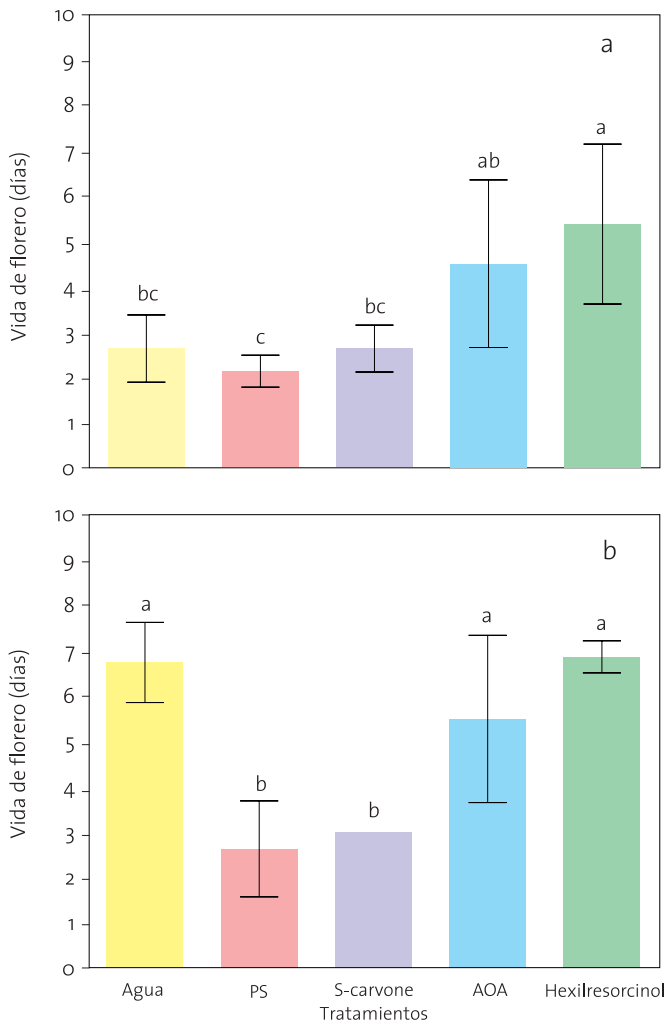 10
9
8
7
6
5
4
3
2
1
0
Vida de florero (días)
a
bc
c
bc
ab
a
10
9
8
7
6
5
4
3
2
1
0
Vida de florero (días)
b
a
b
b
a
a
Agua PS S-carvone AOA Hexilresorcinol
Tratamientos